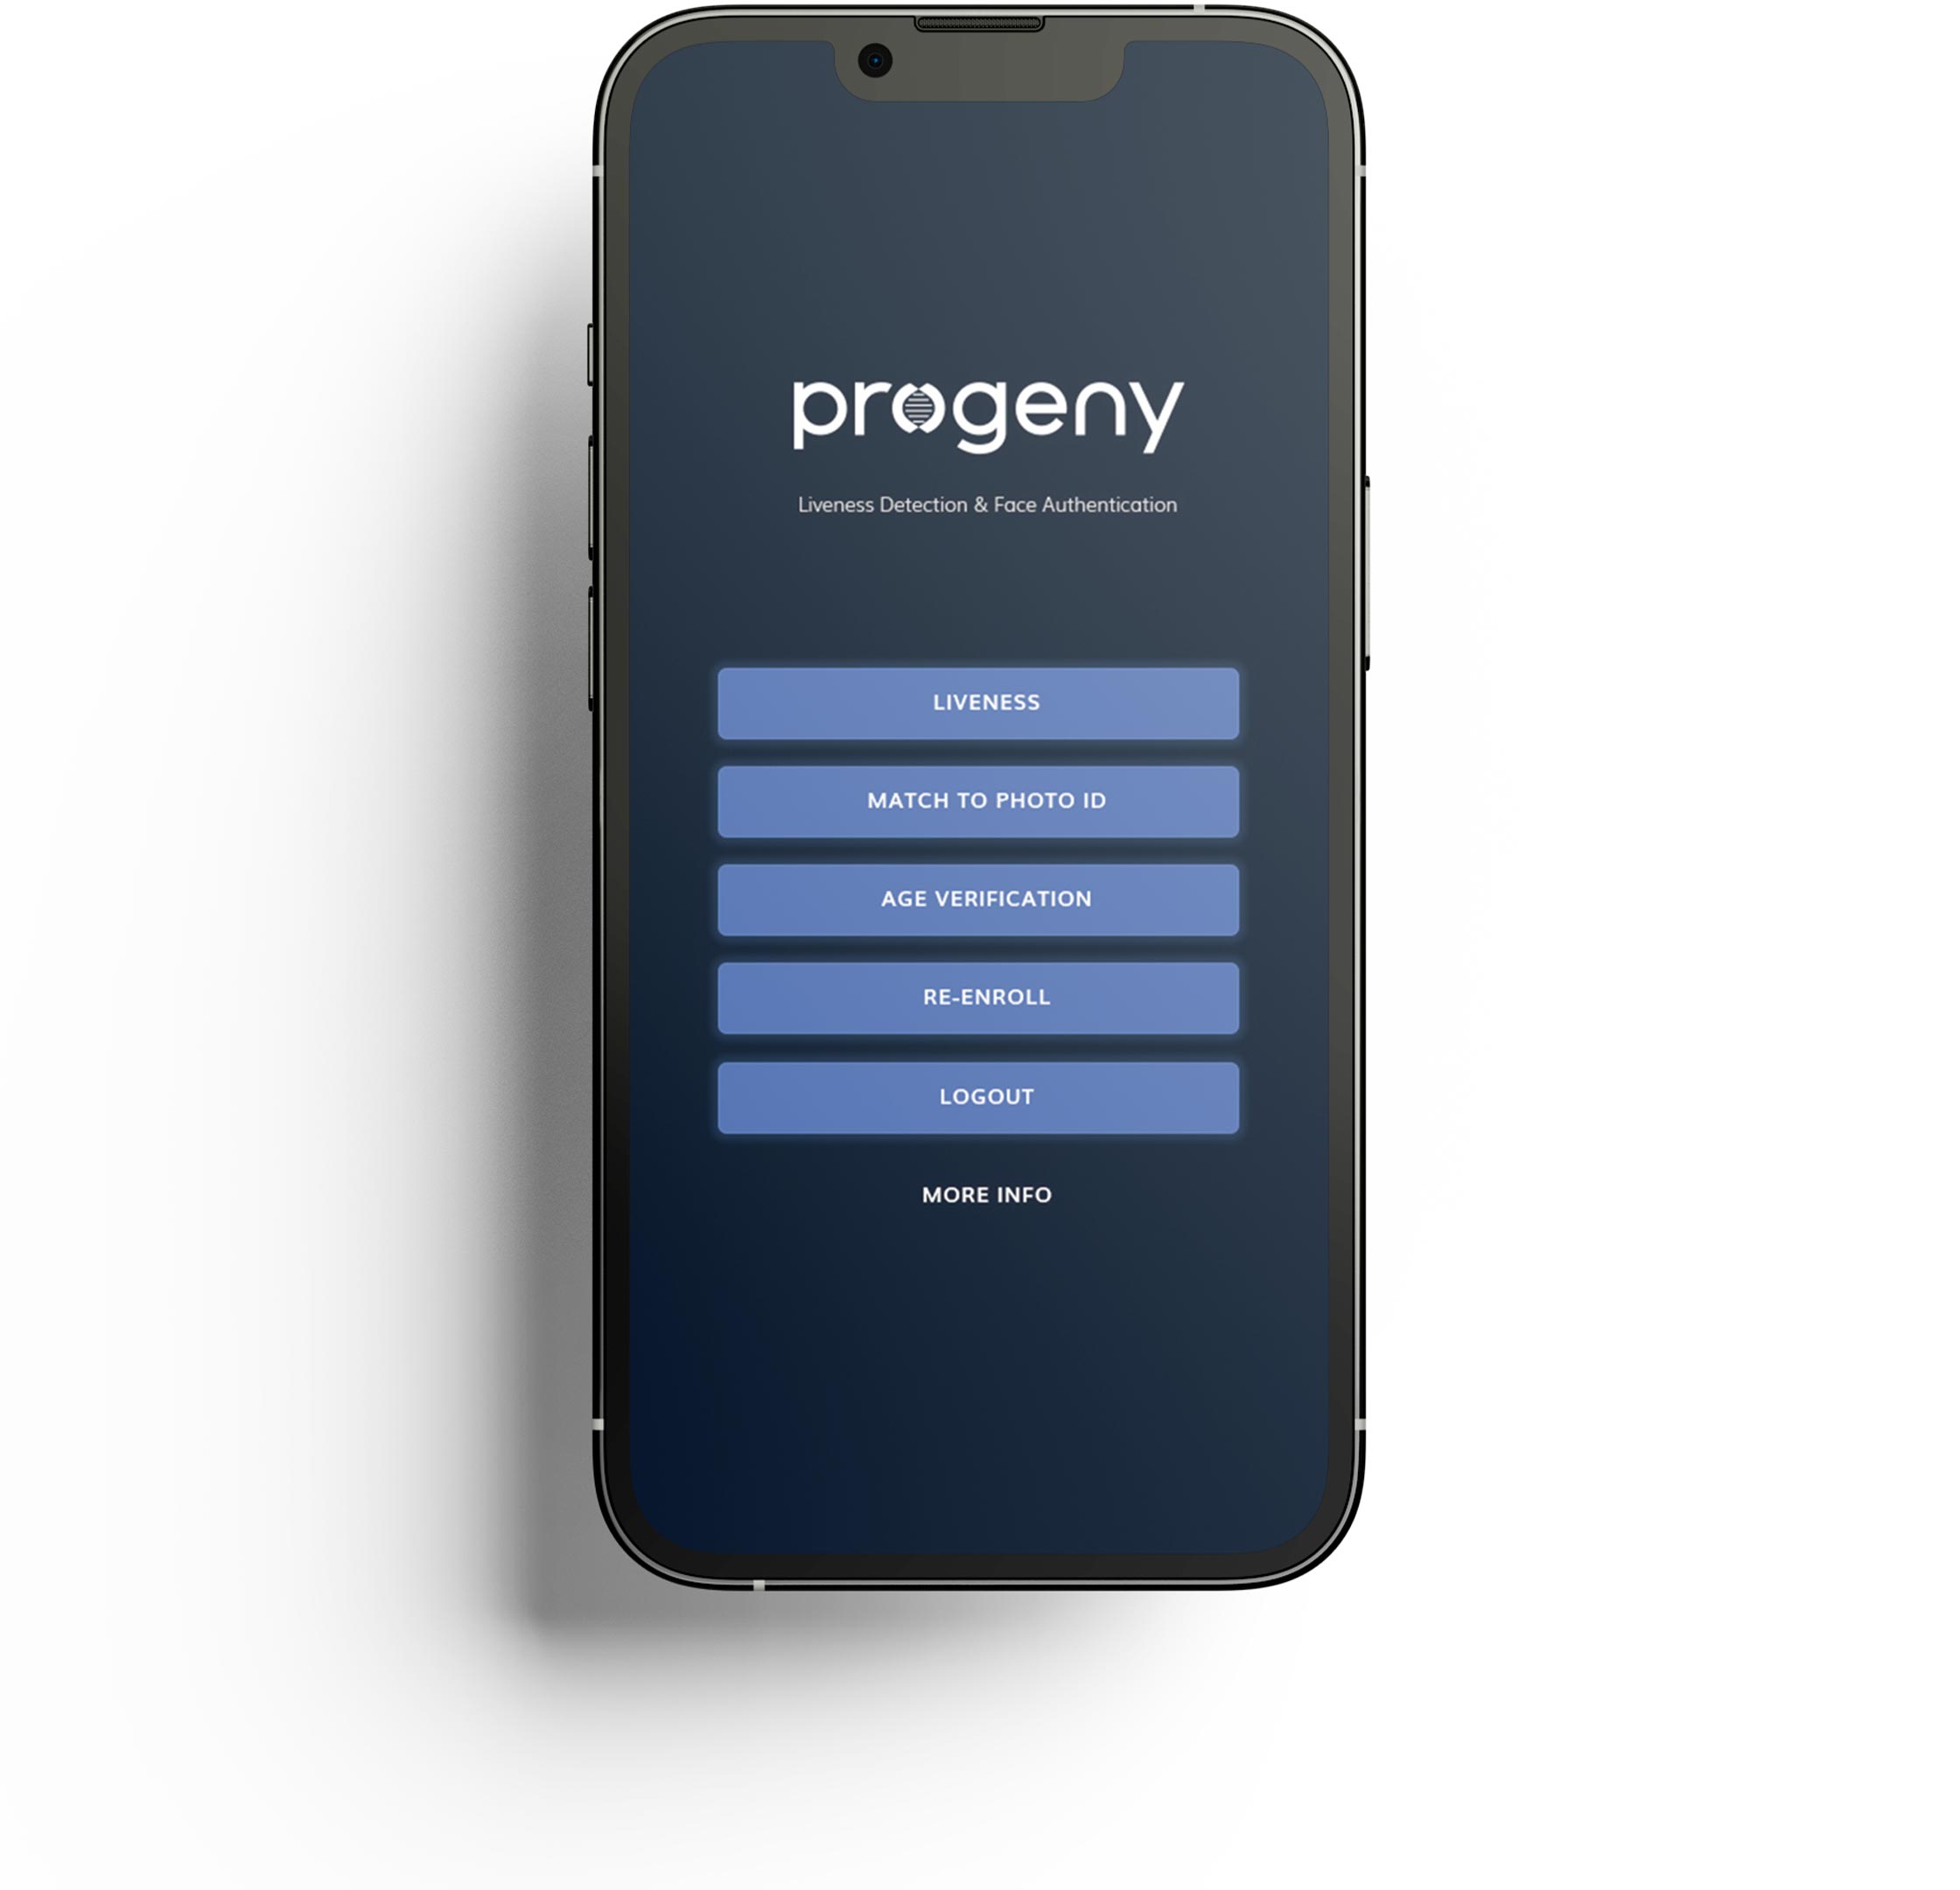 progeny
Liveness Detection & Face Authentication
LIVENESS
MATCH TO PHOTO ID
AGE VERIFICATION
RE-ENROLL
LOGOUT
MORE INFO